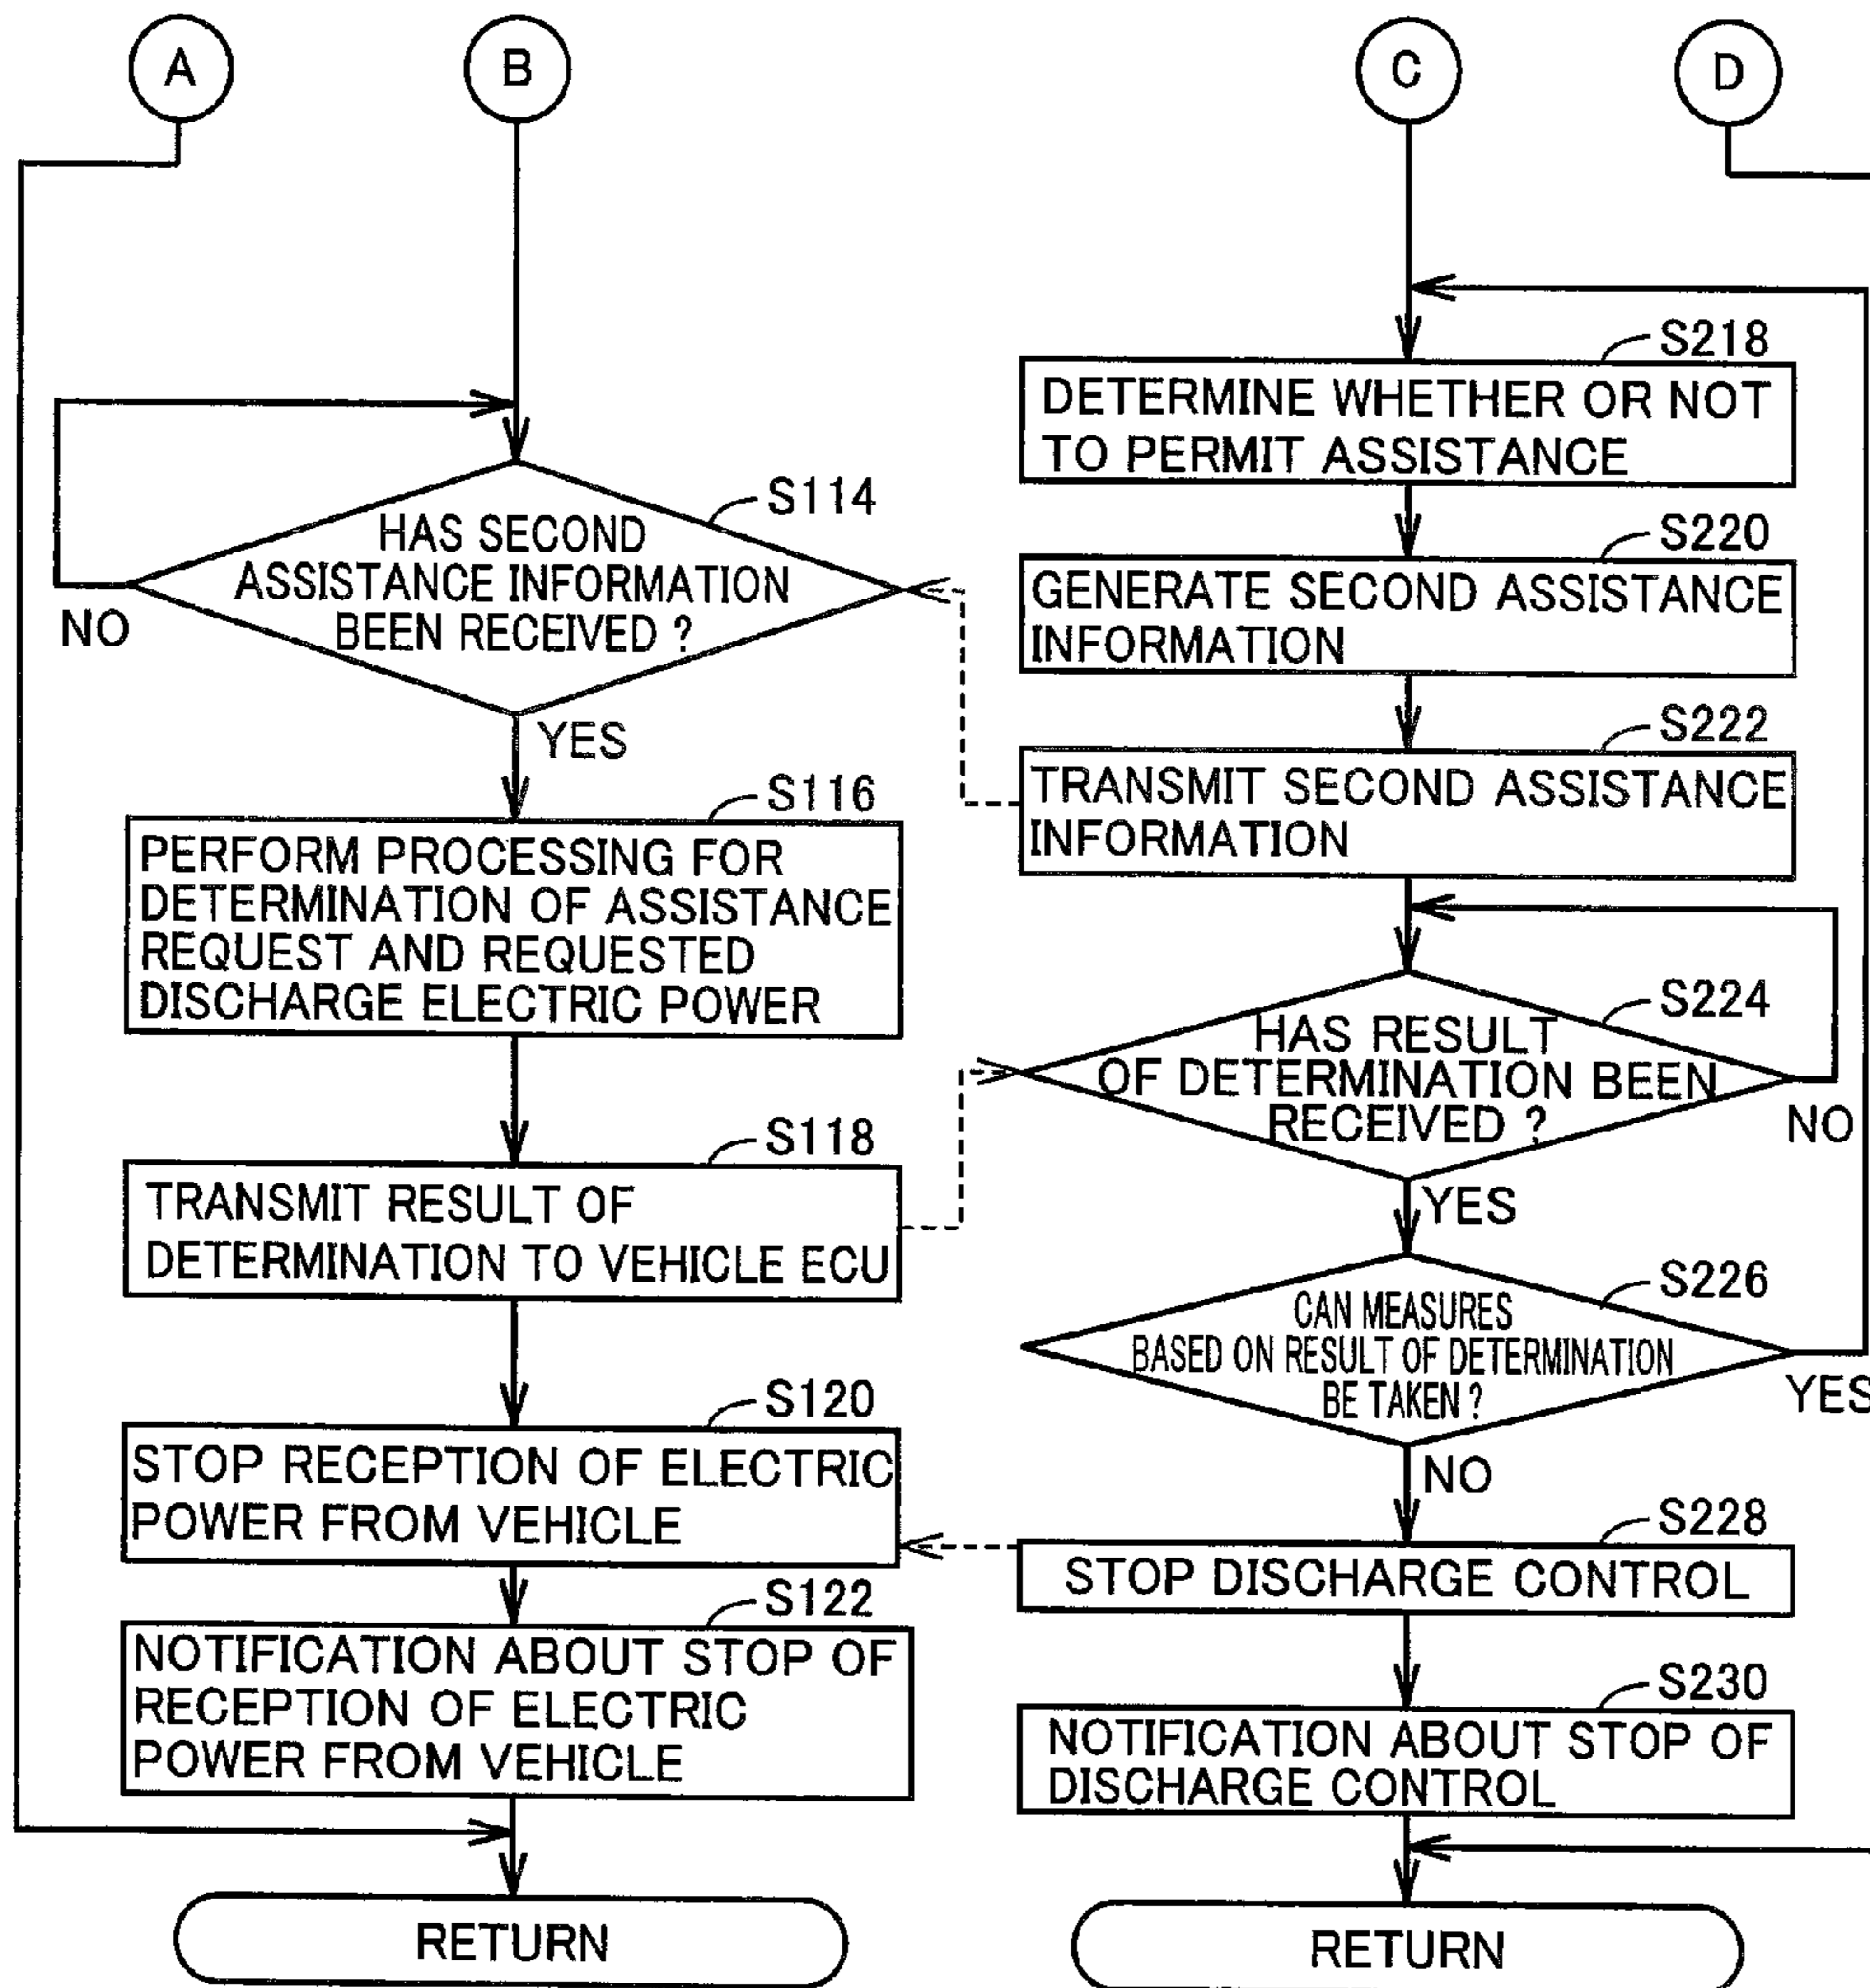 A
B
C
D
S114
HAS SECOND
ASSISTANCE INFORMATION
BEEN RECEIVED ?
NO
YES
S116
PERFORM PROCESSING FOR
DETERMINATION OF ASSISTANCE
REQUEST AND REQUESTED
DISCHARGE ELECTRIC POWER
S118
TRANSMIT RESULT OF
DETERMINATION TO VEHICLE ECU
S120
STOP RECEPTION OF ELECTRIC
POWER FROM VEHICLE
S122
NOTIFICATION ABOUT STOP OF
RECEPTION OF ELECTRIC
POWER FROM VEHICLE
RETURN
S218
DETERMINE WHETHER OR NOT
TO PERMIT ASSISTANCE
S220
GENERATE SECOND ASSISTANCE
INFORMATION
S222
TRANSMIT SECOND ASSISTANCE
INFORMATION
S224
HAS RESULT
OF DETERMINATION BEEN
RECEIVED ?
NO
YES
S226
CAN MEASURES
BASED ON RESULT OF DETERMINATION
BE TAKEN ?
YES
NO
S228
STOP DISCHARGE CONTROL
S230
NOTIFICATION ABOUT STOP OF
DISCHARGE CONTROL
RETURN